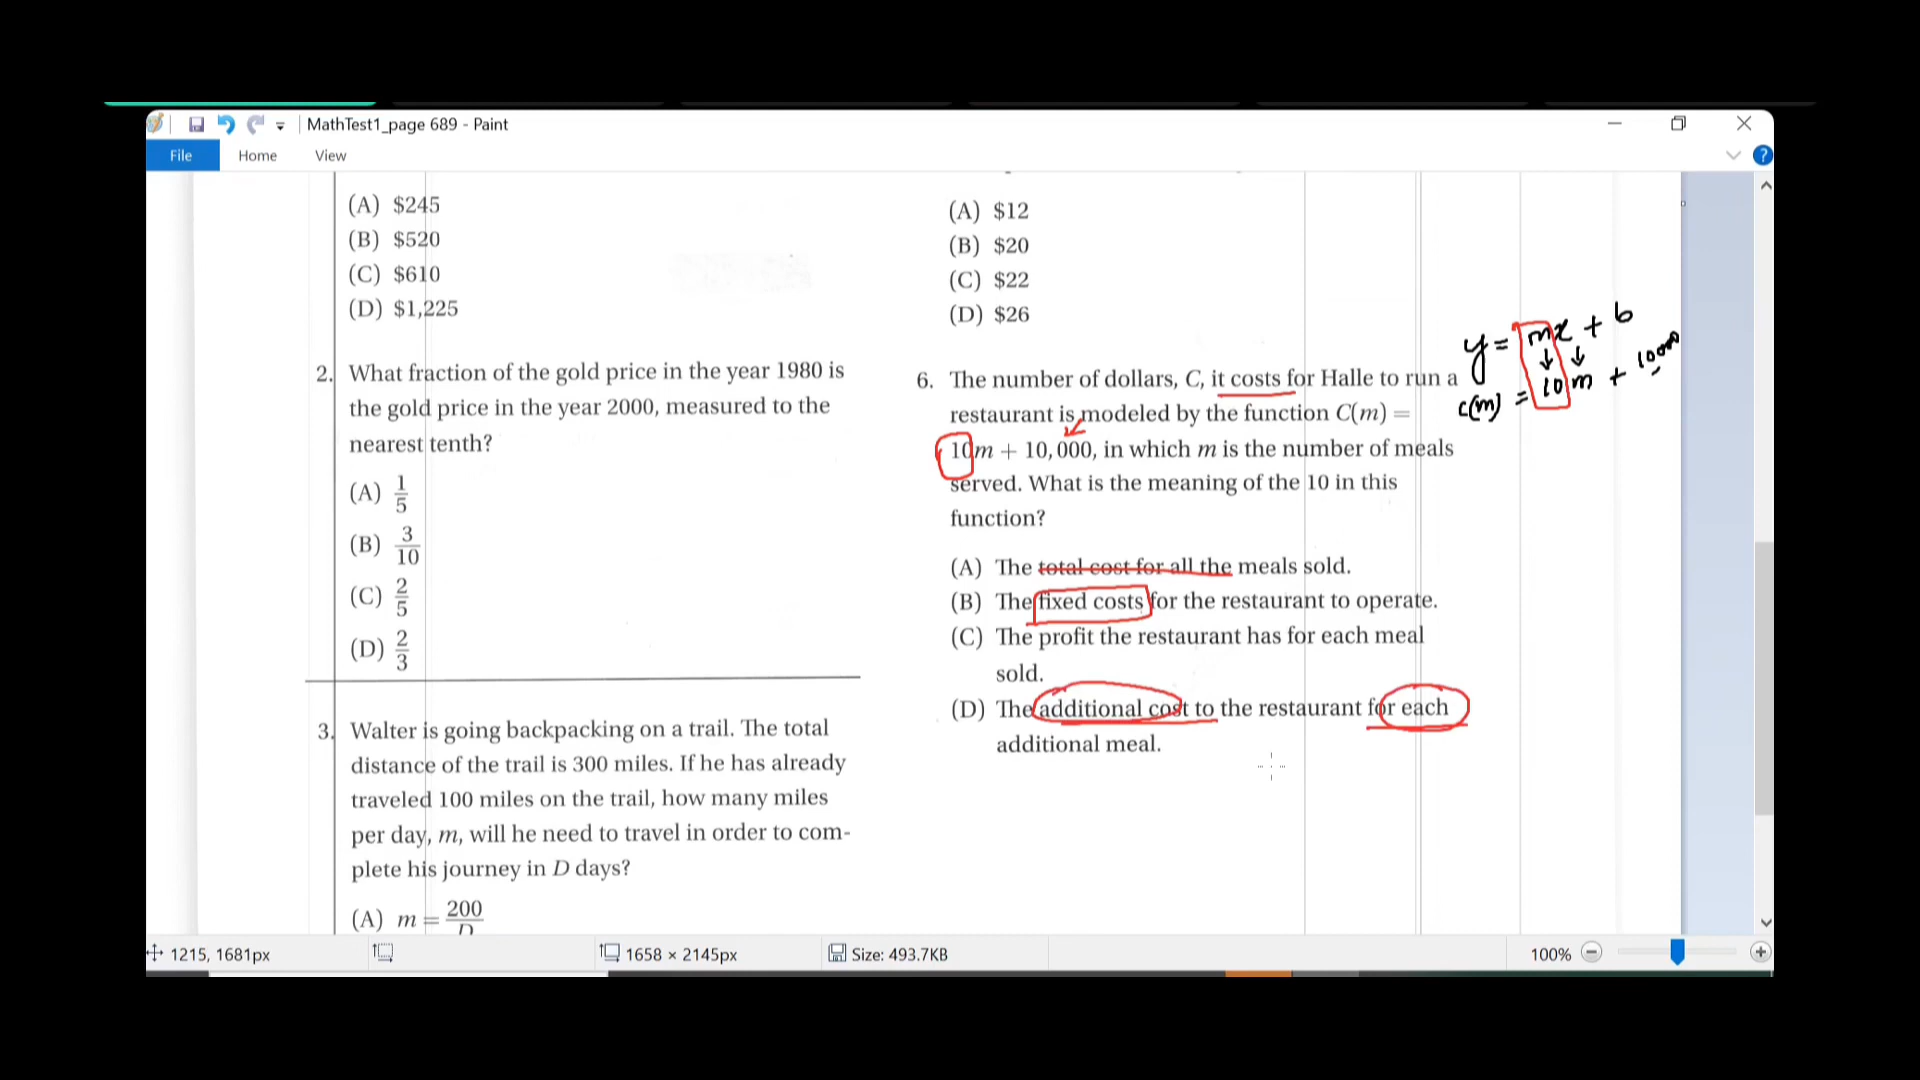 MathTest1_page 689 - Paint
File Home View
(A) $245
(B) $520
(C) $610
(D) $1,225
2. What fraction of the gold price in the year 1980 is
the gold price in the year 2000, measured to the
nearest tenth?
(A) 1/5
(B) 3/10
(C) 2/5
(D) 2/3
3. Walter is going backpacking on a trail. The total
distance of the trail is 300 miles. If he has already
traveled 100 miles on the trail, how many miles
per day, m, will he need to travel in order to com-
plete his journey in D days?
(A) m = 200/D
(A) $12
(B) $20
(C) $22
(D) $26
6. The number of dollars, C, it costs for Halle to run a
restaurant is modeled by the function C(m) =
10m + 10,000, in which m is the number of meals
served. What is the meaning of the 10 in this
function?
(A) The total cost for all the meals sold.
(B) The fixed costs for the restaurant to operate.
(C) The profit the restaurant has for each meal
sold.
(D) The additional cost to the restaurant for each
additional meal.
y = mx + b
C(m) = 10m + 10000
1215, 1681px
1658 × 2145px
Size: 493.7KB
100%